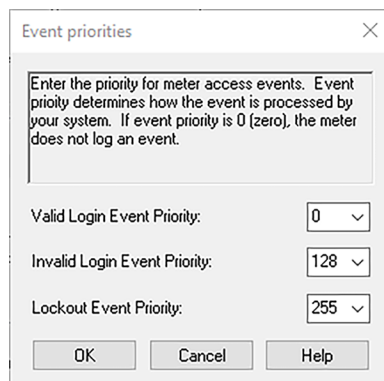 Event priorities
Enter the priority for meter access events. Event
prioity determines how the event is processed by
your system. If event priority is 0 (zero), the meter
does not log an event.
Valid Login Event Priority:
0
Invalid Login Event Priority:
128
Lockout Event Priority:
255
OK
Cancel
Help